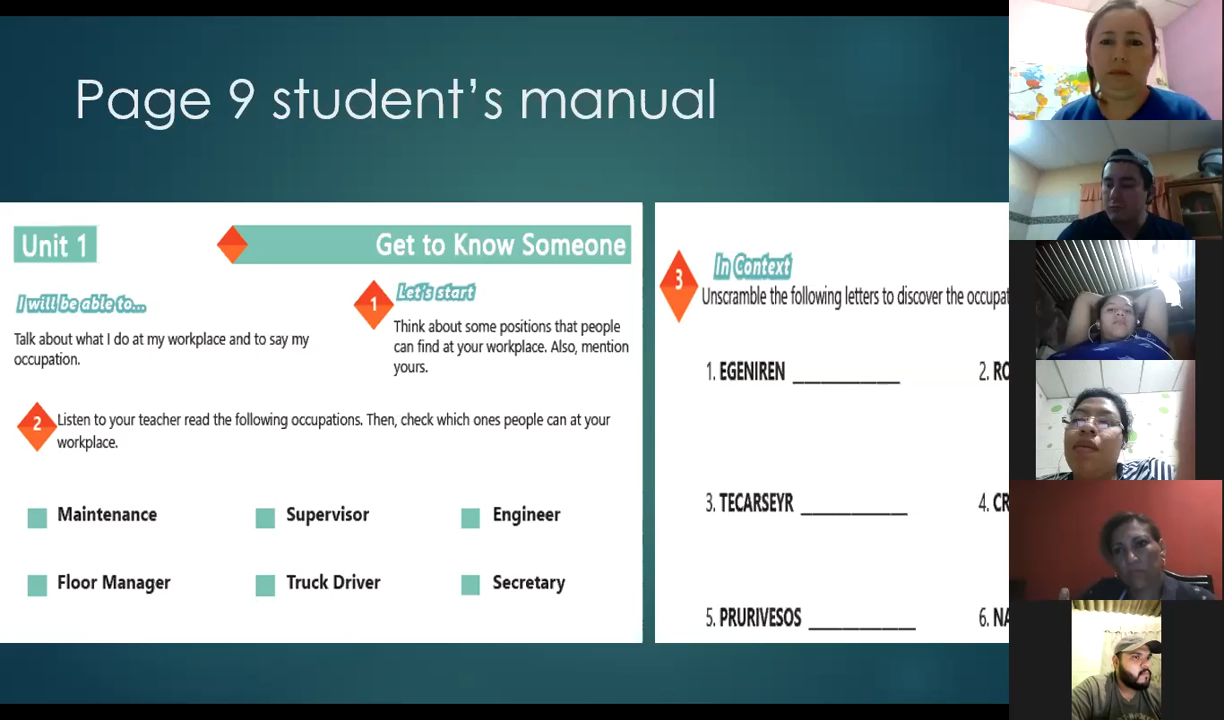 Page 9 student's manual
Unit 1
Get to Know Someone
I will be able to...
Talk about what I do at my workplace and to say my
occupation.
1
Let's start
Think about some positions that people
can find at your workplace. Also, mention
yours.
2
Listen to your teacher read the following occupations. Then, check which ones people can at your
workplace.
Maintenance
Supervisor
Engineer
Floor Manager
Truck Driver
Secretary
3
In Context
Unscramble the following letters to discover the occupat
1. EGENIREN ____________
2. RO
3. TECARSEYR ____________
4. CR
5. PRURIVESOS ____________
6. NA